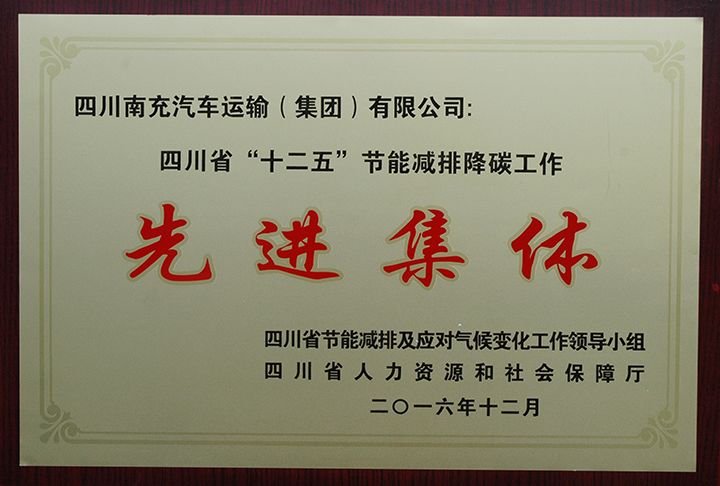 四川南充汽车运输（集团）有限公司：
四川省“十二五”节能减排降碳工作
先进集体
四川省节能减排及应对气候变化工作领导小组
四川省人力资源和社会保障厅
二〇一六年十二月